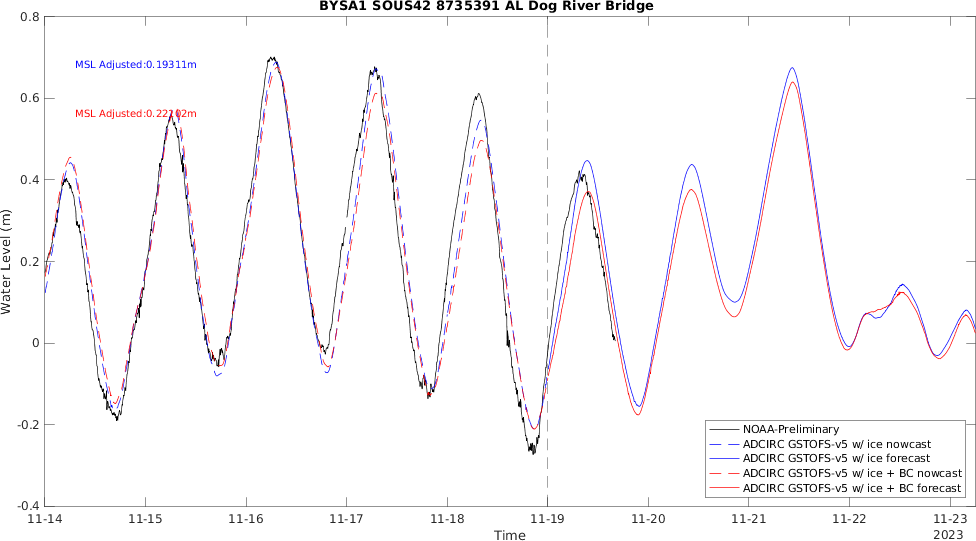 BYSA1 SOUS42 8735391 AL Dog River Bridge
MSL Adjusted:0.19311m
MSL Adjusted:0.22102m
Water Level (m)
0.8
0.6
0.4
0.2
0
-0.2
-0.4
11-14
11-15
11-16
11-17
11-18
11-19
11-20
11-21
11-22
11-23
2023
Time
NOAA-Preliminary
ADCIRC GSTOFS-v5 w/ ice nowcast
ADCIRC GSTOFS-v5 w/ ice forecast
ADCIRC GSTOFS-v5 w/ ice + BC nowcast
ADCIRC GSTOFS-v5 w/ ice + BC forecast